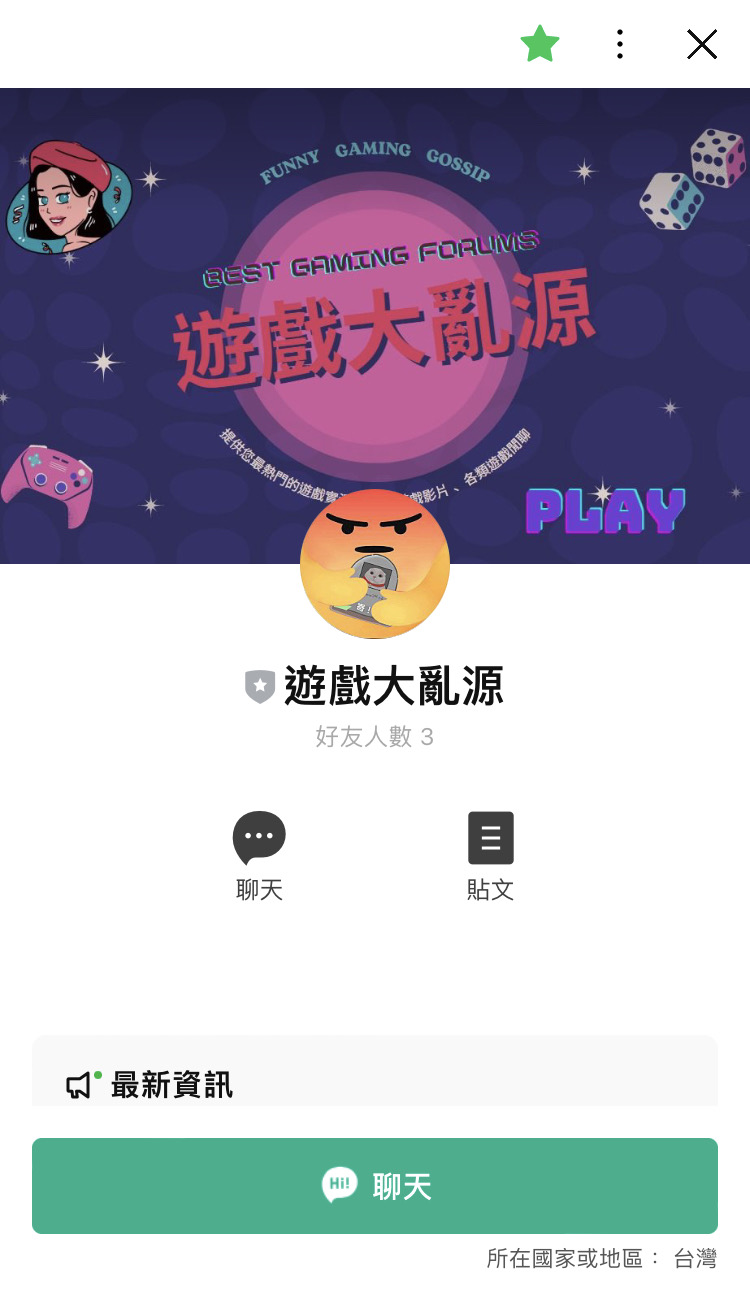 FUNNY GAMING GOSSIP
BEST GAMING FORUMS
遊戲大亂源
提供您最熱門的遊戲實
戲影片、各類遊戲閒聊
PLAY
遊戲大亂源
好友人數 3
聊天
貼文
最新資訊
Hi!
聊天
所在國家或地區： 台灣